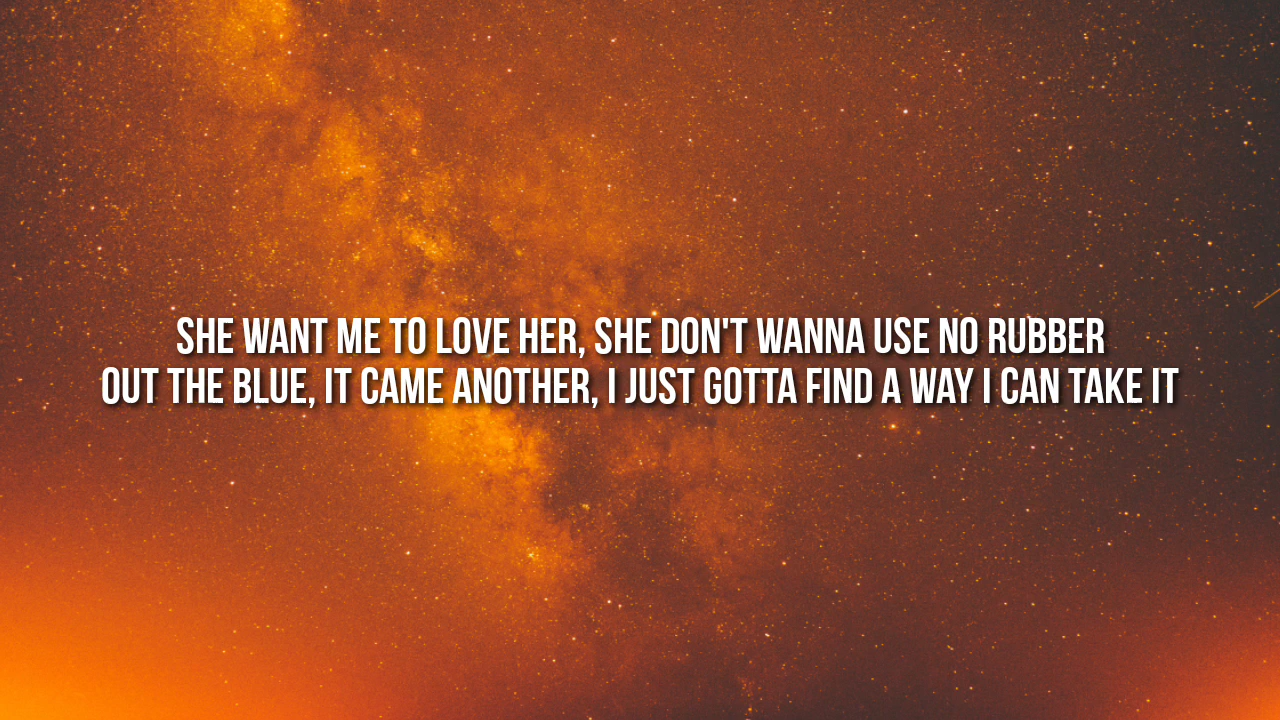 SHE WANT ME TO LOVE HER, SHE DON'T WANNA USE NO RUBBER
OUT THE BLUE, IT CAME ANOTHER, I JUST GOTTA FIND A WAY I CAN TAKE IT